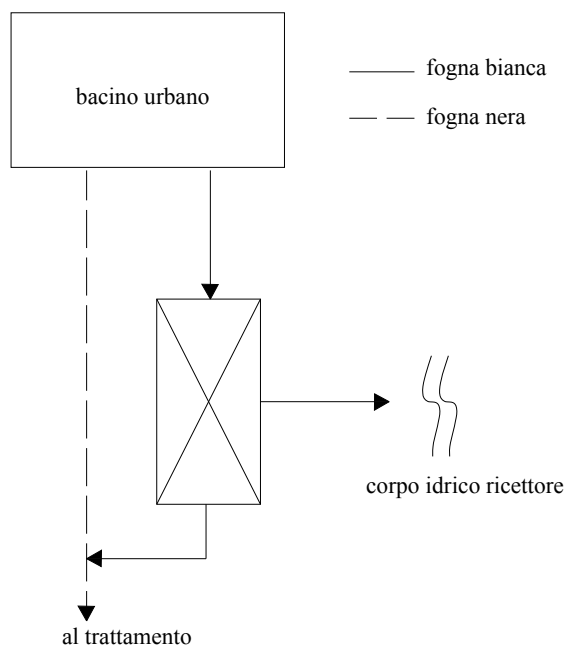 bacino urbano
fogna bianca
fogna nera
corpo idrico ricettore
al trattamento